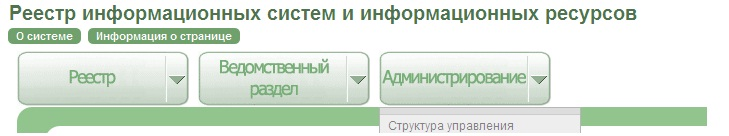 Реестр информационных систем и информационных ресурсов
О системе Информация о странице
Реестр
Ведомственный
раздел
Администрирование
Структура управления